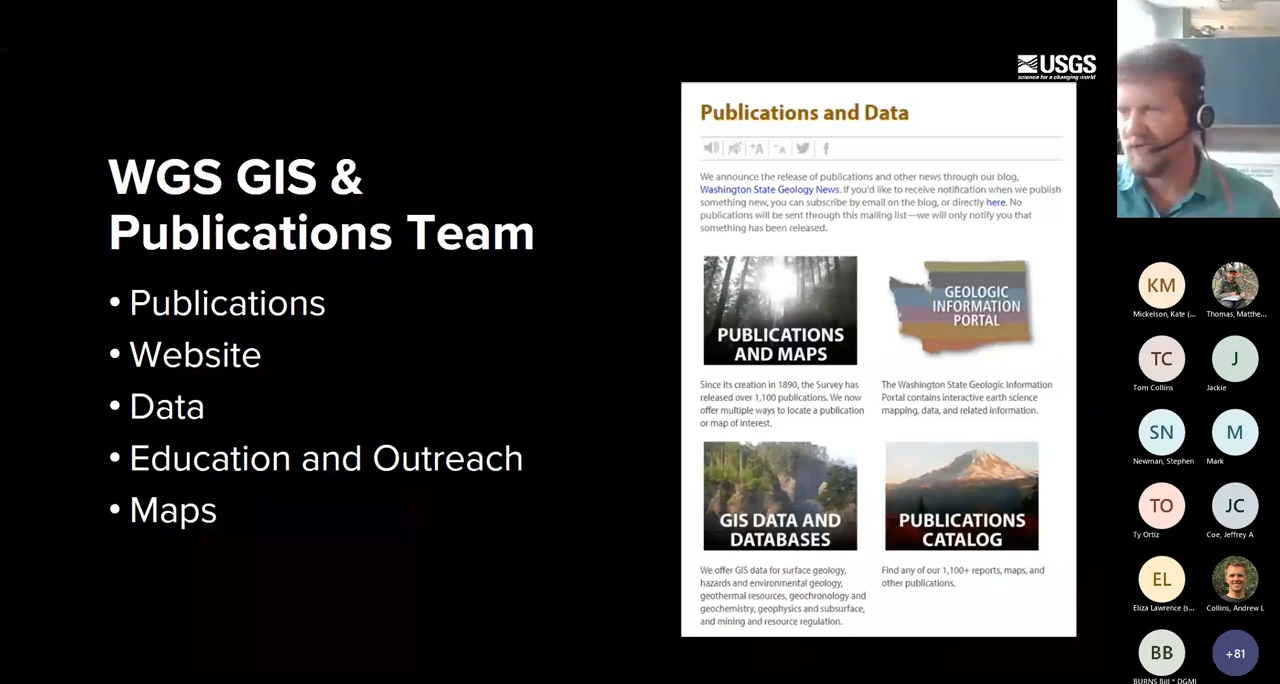 WGS GIS &
Publications Team
• Publications
• Website
• Data
• Education and Outreach
• Maps
USGS
science for a changing world
Publications and Data
+A
-A
We announce the release of publications and other news through our blog,
Washington State Geology News. If you'd like to receive notification when we publish
something new, you can subscribe by email on the blog, or directly here. No
publications will be sent through this mailing list—we will only notify you that
something has been released.
PUBLICATIONS
AND MAPS
GEOLOGIC
INFORMATION
PORTAL
Since its creation in 1890, the Survey has
released over 1,100 publications. We now
offer multiple ways to locate a publication
or map of interest.
The Washington State Geologic Information
Portal contains interactive earth science
mapping, data, and related information.
GIS DATA AND
DATABASES
PUBLICATIONS
CATALOG
We offer GIS data for surface geology,
hazards and environmental geology,
geothermal resources, geochronology and
geochemistry, geophysics and subsurface,
and mining and resource regulation.
Find any of our 1,100+ reports, maps, and
other publications.
KM
Mickelson, Kate (...
Thomas, Matthe...
TC
Tom Collins
J
Jackie
SN
Newman, Stephen
M
Mark
TO
Ty Ortiz
JC
Coe, Jeffrey A
EL
Eliza Lawrence (s...
Collins, Andrew L
BB
BURNS Bill * DGMI
+81